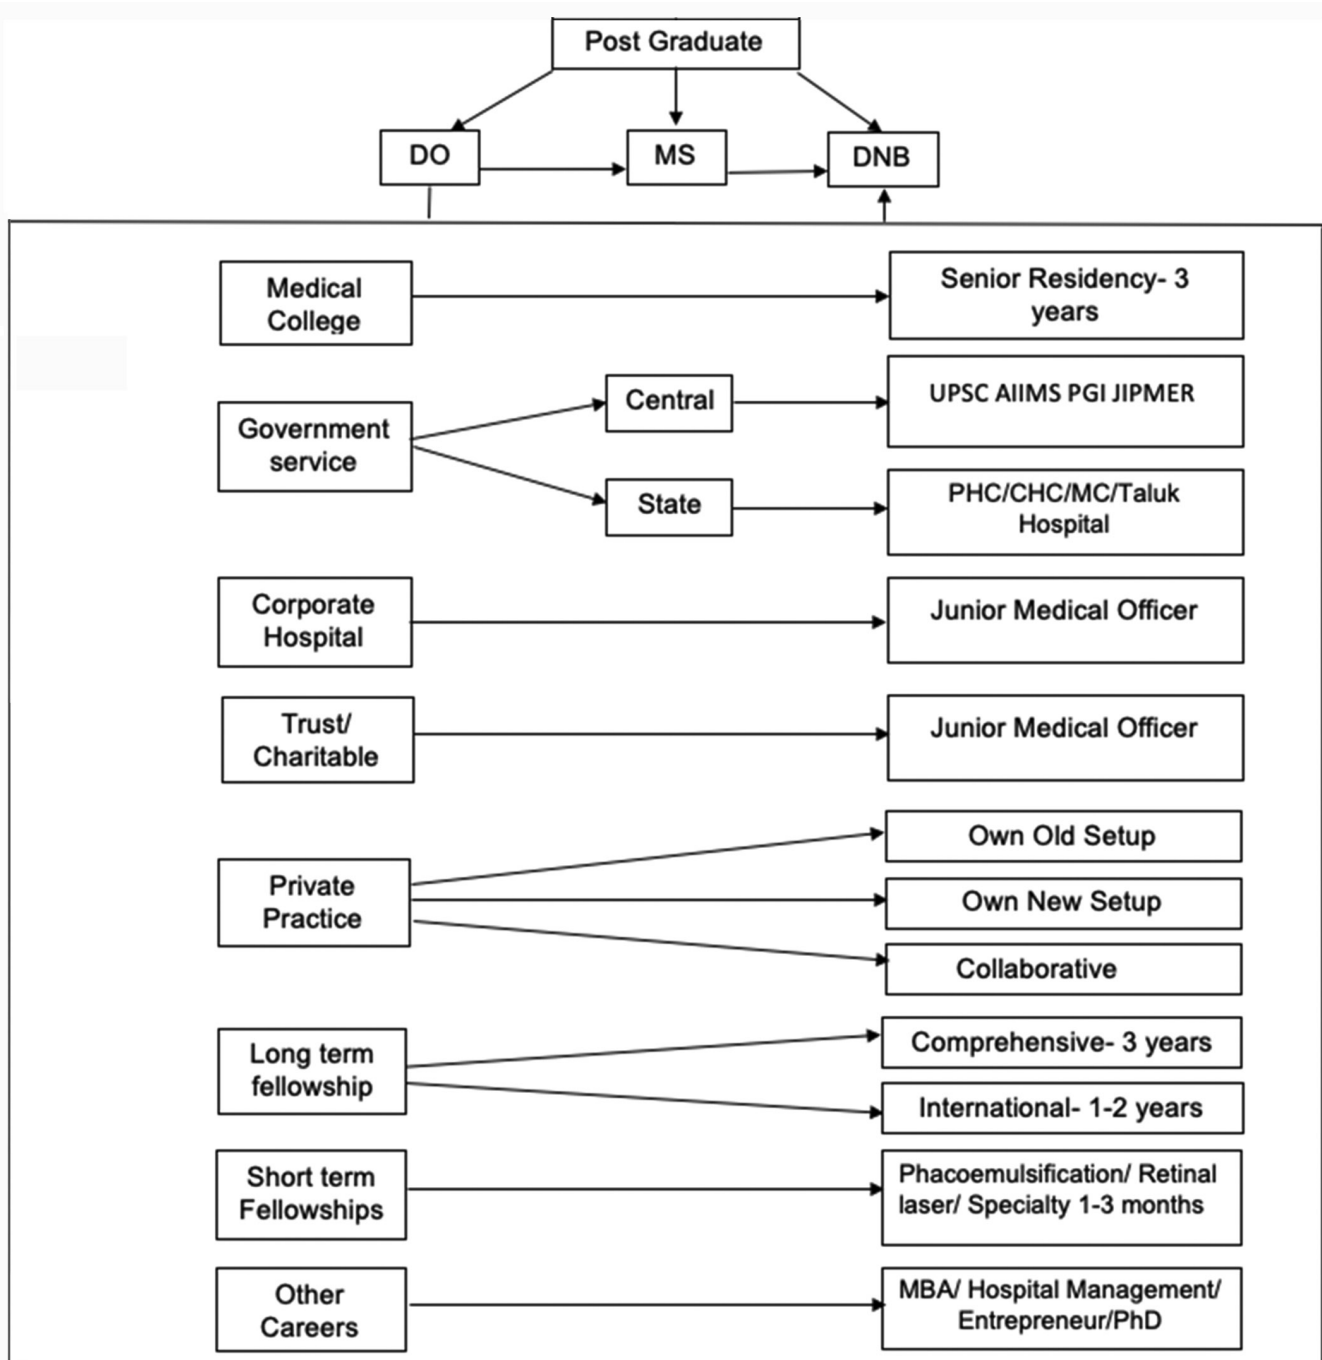 Post Graduate
DO
MS
DNB
Medical
College
Senior Residency- 3
years
Government
service
Central
UPSC AIIMS PGI JIPMER
State
PHC/CHC/MC/Taluk
Hospital
Corporate
Hospital
Junior Medical Officer
Trust/
Charitable
Junior Medical Officer
Private
Practice
Own Old Setup
Own New Setup
Collaborative
Long term
fellowship
Comprehensive- 3 years
International- 1-2 years
Short term
Fellowships
Phacoemulsification/ Retinal
laser/ Specialty 1-3 months
Other
Careers
MBA/ Hospital Management/
Entrepreneur/PhD